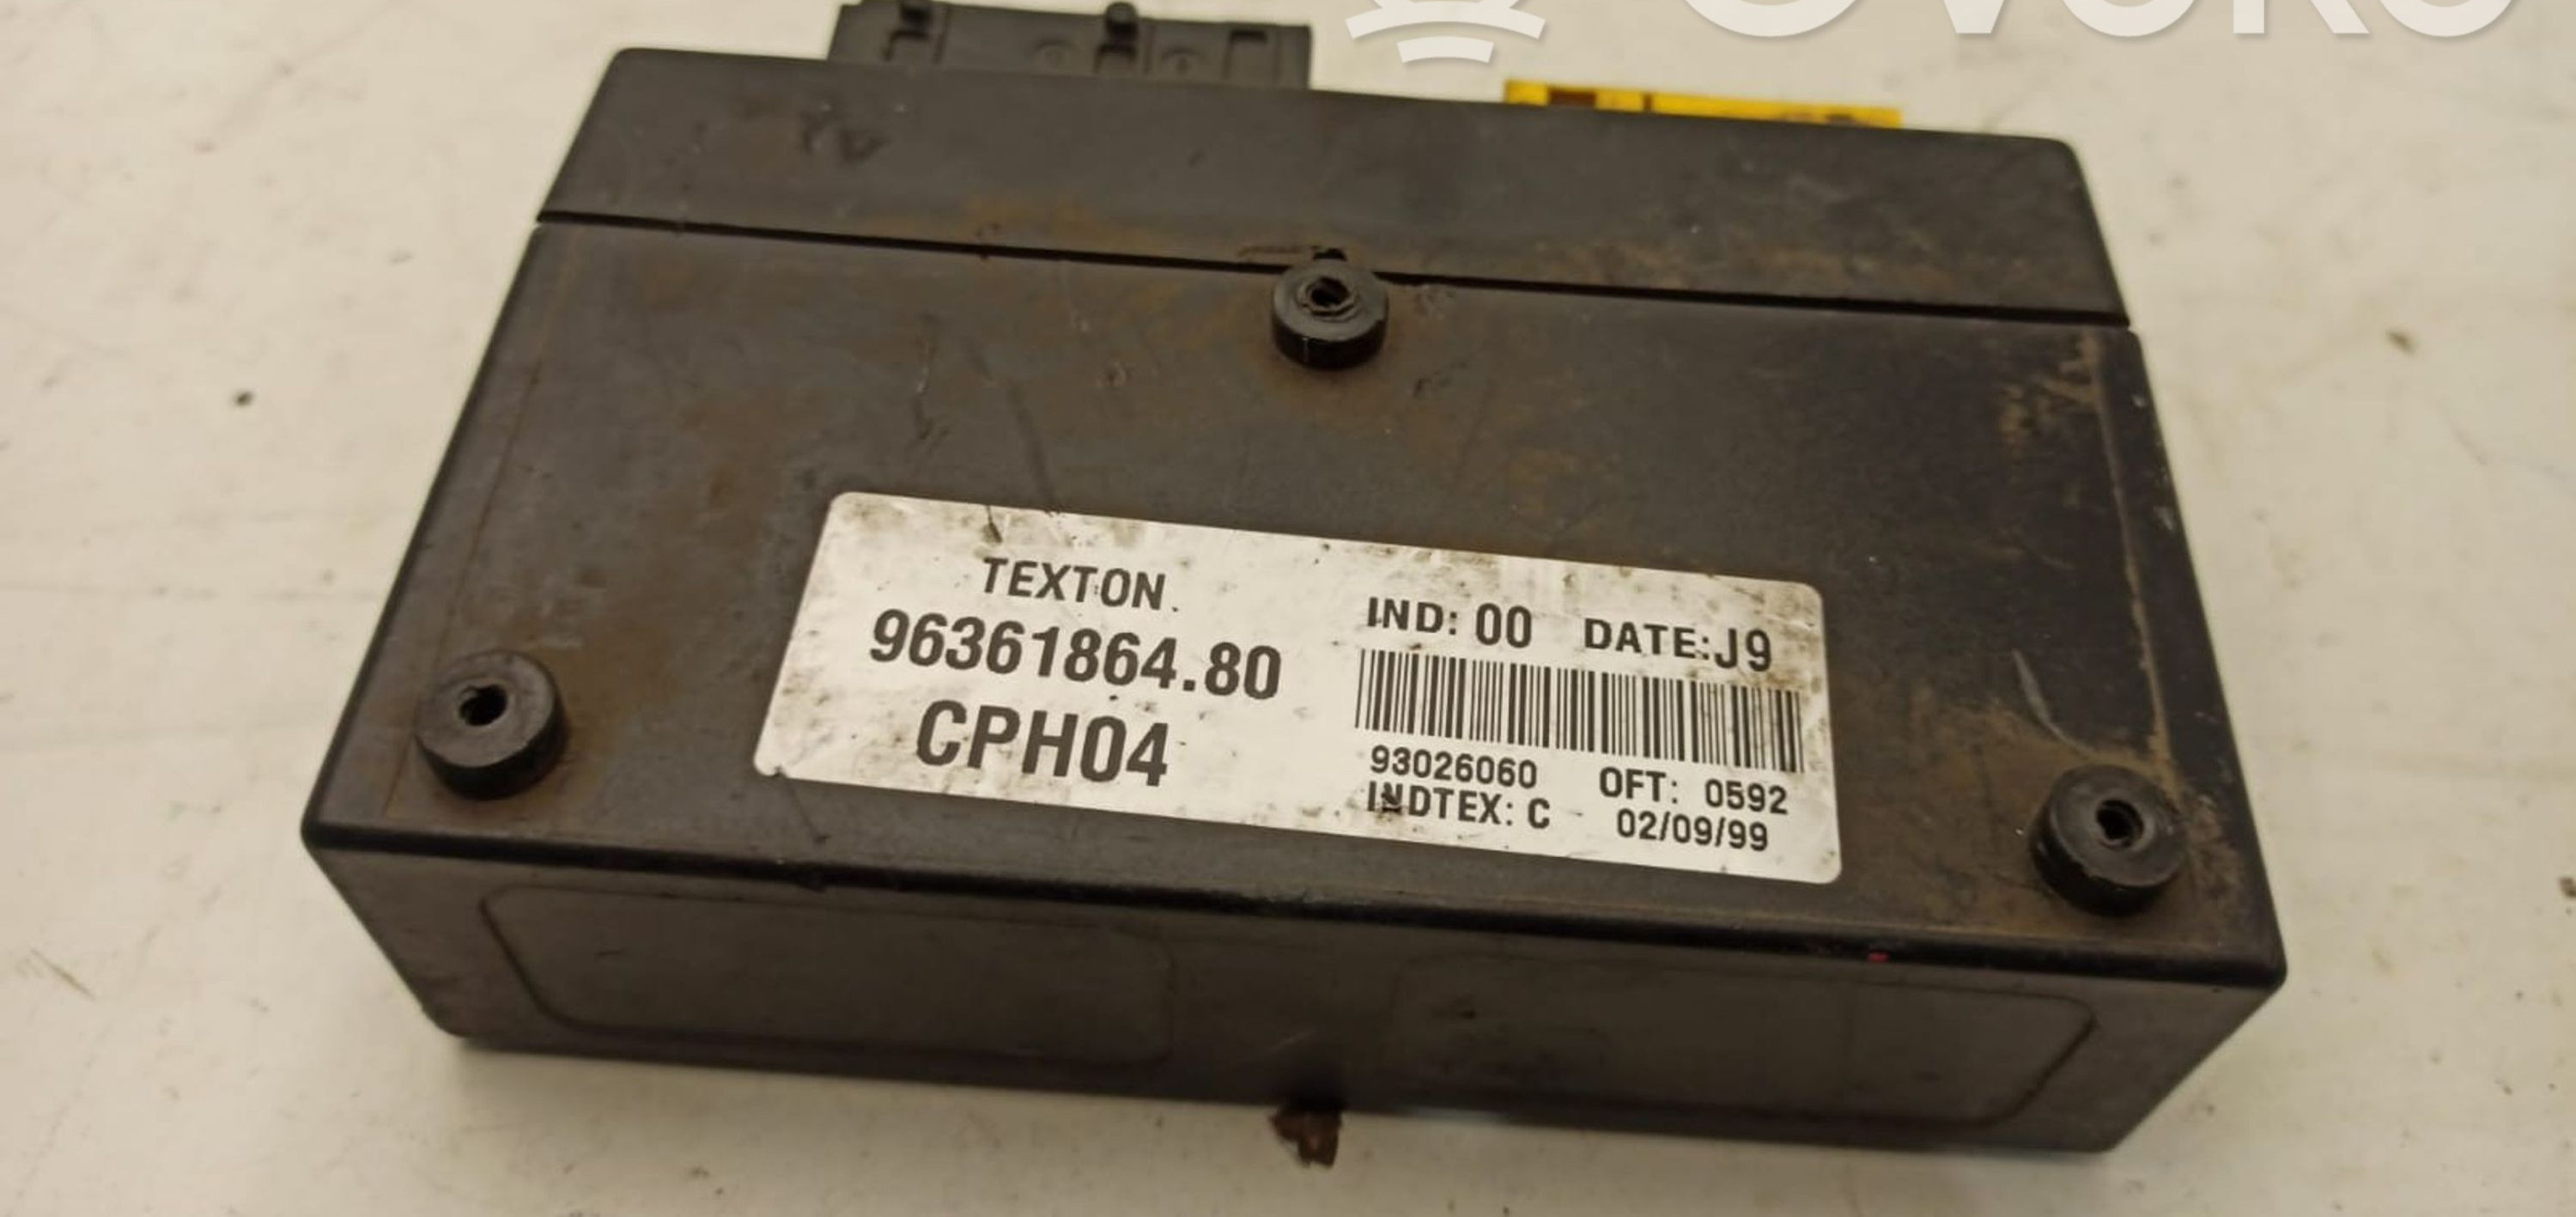 TEXTON.
96361864.80
CPH04
IND: 00 DATE:J9
93026060 OFT: 0592
INDTEX: C 02/09/99